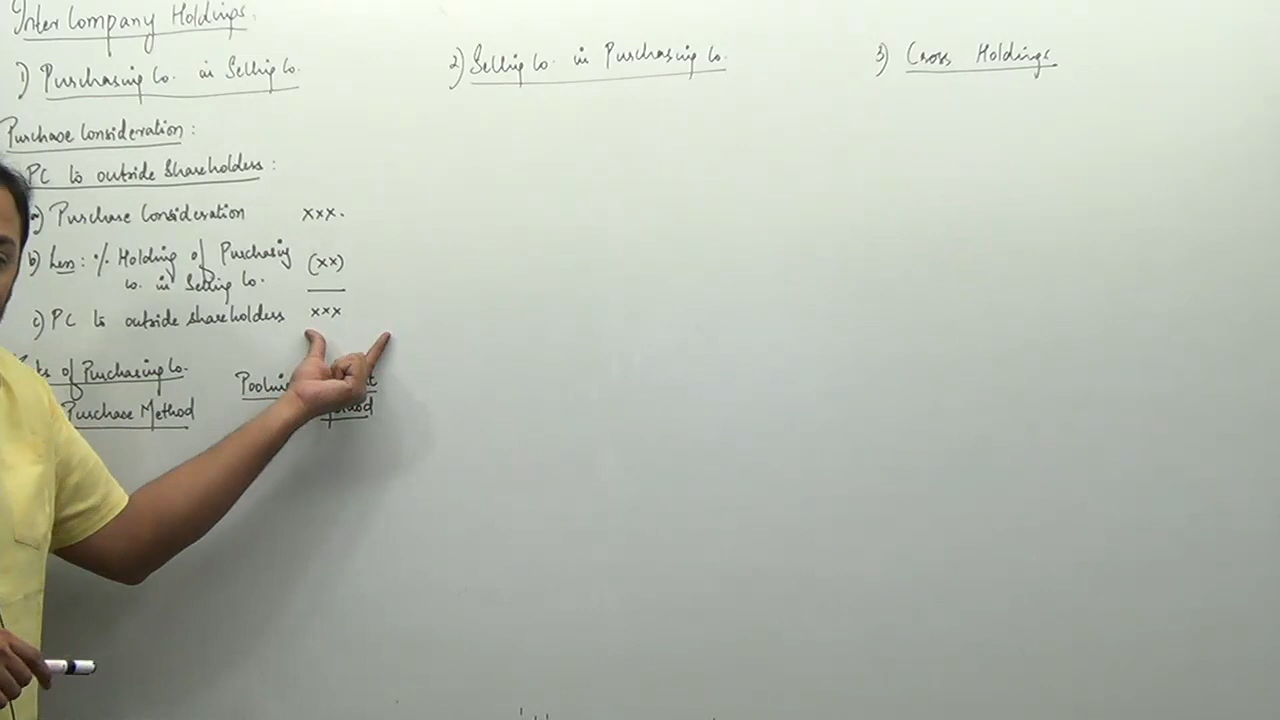 Inter Company Holdings.
1) Purchasing Co. in Selling Co.
Purchase Consideration :
PC to outside Shareholders :
a) Purchase Consideration xxx.
b) Less : % Holding of Purchasing
Co. in Selling Co. (xx)
c) PC to outside shareholders xxx
of Purchasing Co.
Purchase Method
2) Selling Co. in Purchasing Co.
3) Cross Holdings.